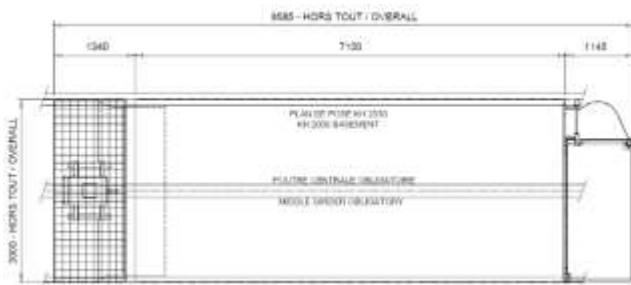 9585 - HORS TOUT / OVERALL
1340
7100
1145
3000 - HORS TOUT / OVERALL
PLAN DE POSE KH 2000
KH 2000 BASEMENT
POUTRE CENTRALE OBLIGATOIRE
MIDDLE GIRDER OBLIGATORY